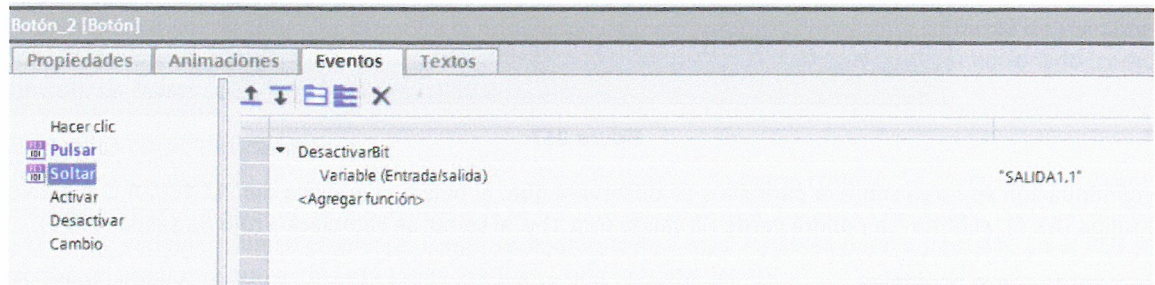 Botón_2 [Botón]
Propiedades Animaciones Eventos Textos
Hacer clic
Pulsar
Soltar
Activar
Desactivar
Cambio
DesactivarBit
Variable (Entrada/salida) "SALIDA1.1"
<Agregar función>